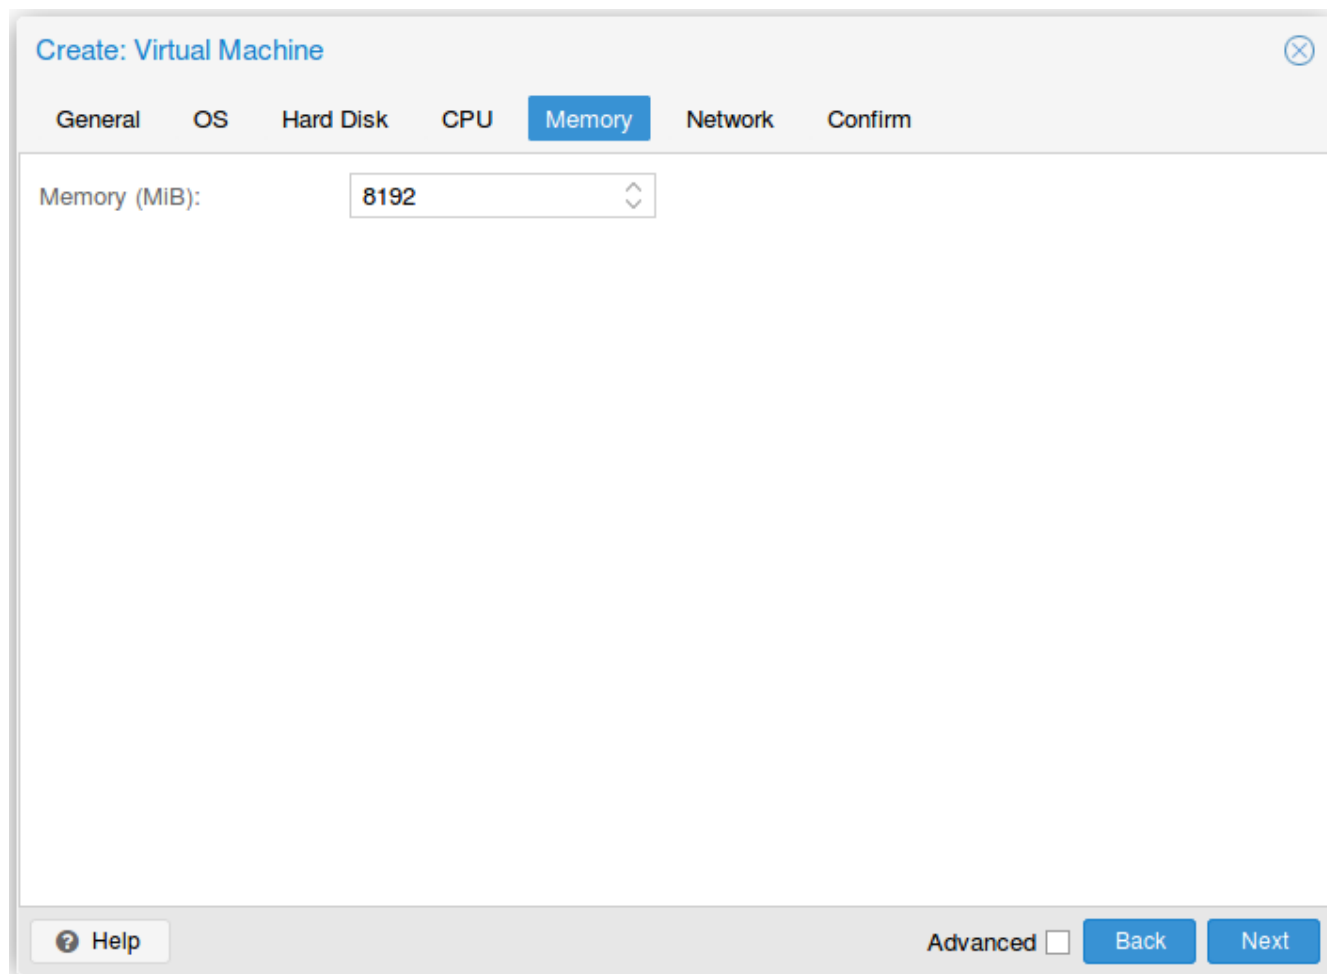 Create: Virtual Machine
General OS Hard Disk CPU Memory Network Confirm
Memory (MiB): 8192
Help Advanced Back Next